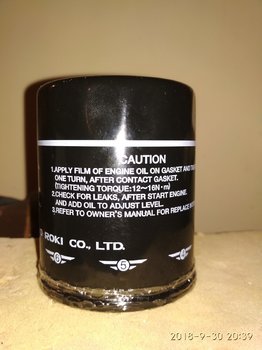 CAUTION
1.APPLY FILM OF ENGINE OIL ON GASKET AND
ONE TURN, AFTER CONTACT GASKET.
(TIGHTENING TORQUE:12～16N·m)
2.CHECK FOR LEAKS, AFTER START ENGINE,
AND ADD OIL TO ADJUST LEVEL.
3.REFER TO OWNER'S MANUAL FOR REPLACE
ROKI CO., LTD.
6 5
2018-9-30 20:39